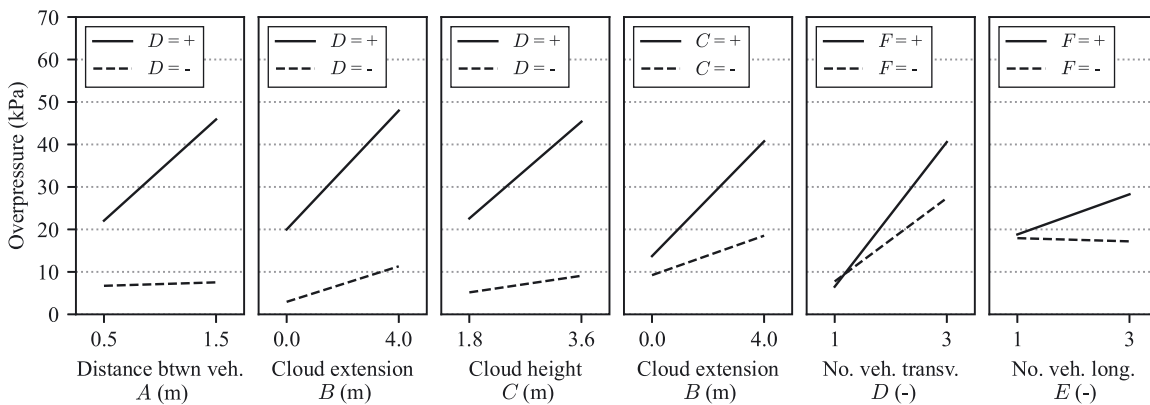 Overpressure (kPa)
70
60
50
40
30
20
10
0
D = +
D = -
0.5 1.5
Distance btwn veh.
A (m)
D = +
D = -
0.0 4.0
Cloud extension
B (m)
D = +
D = -
1.8 3.6
Cloud height
C (m)
C = +
C = -
0.0 4.0
Cloud extension
B (m)
F = +
F = -
1 3
No. veh. transv.
D (-)
F = +
F = -
1 3
No. veh. long.
E (-)